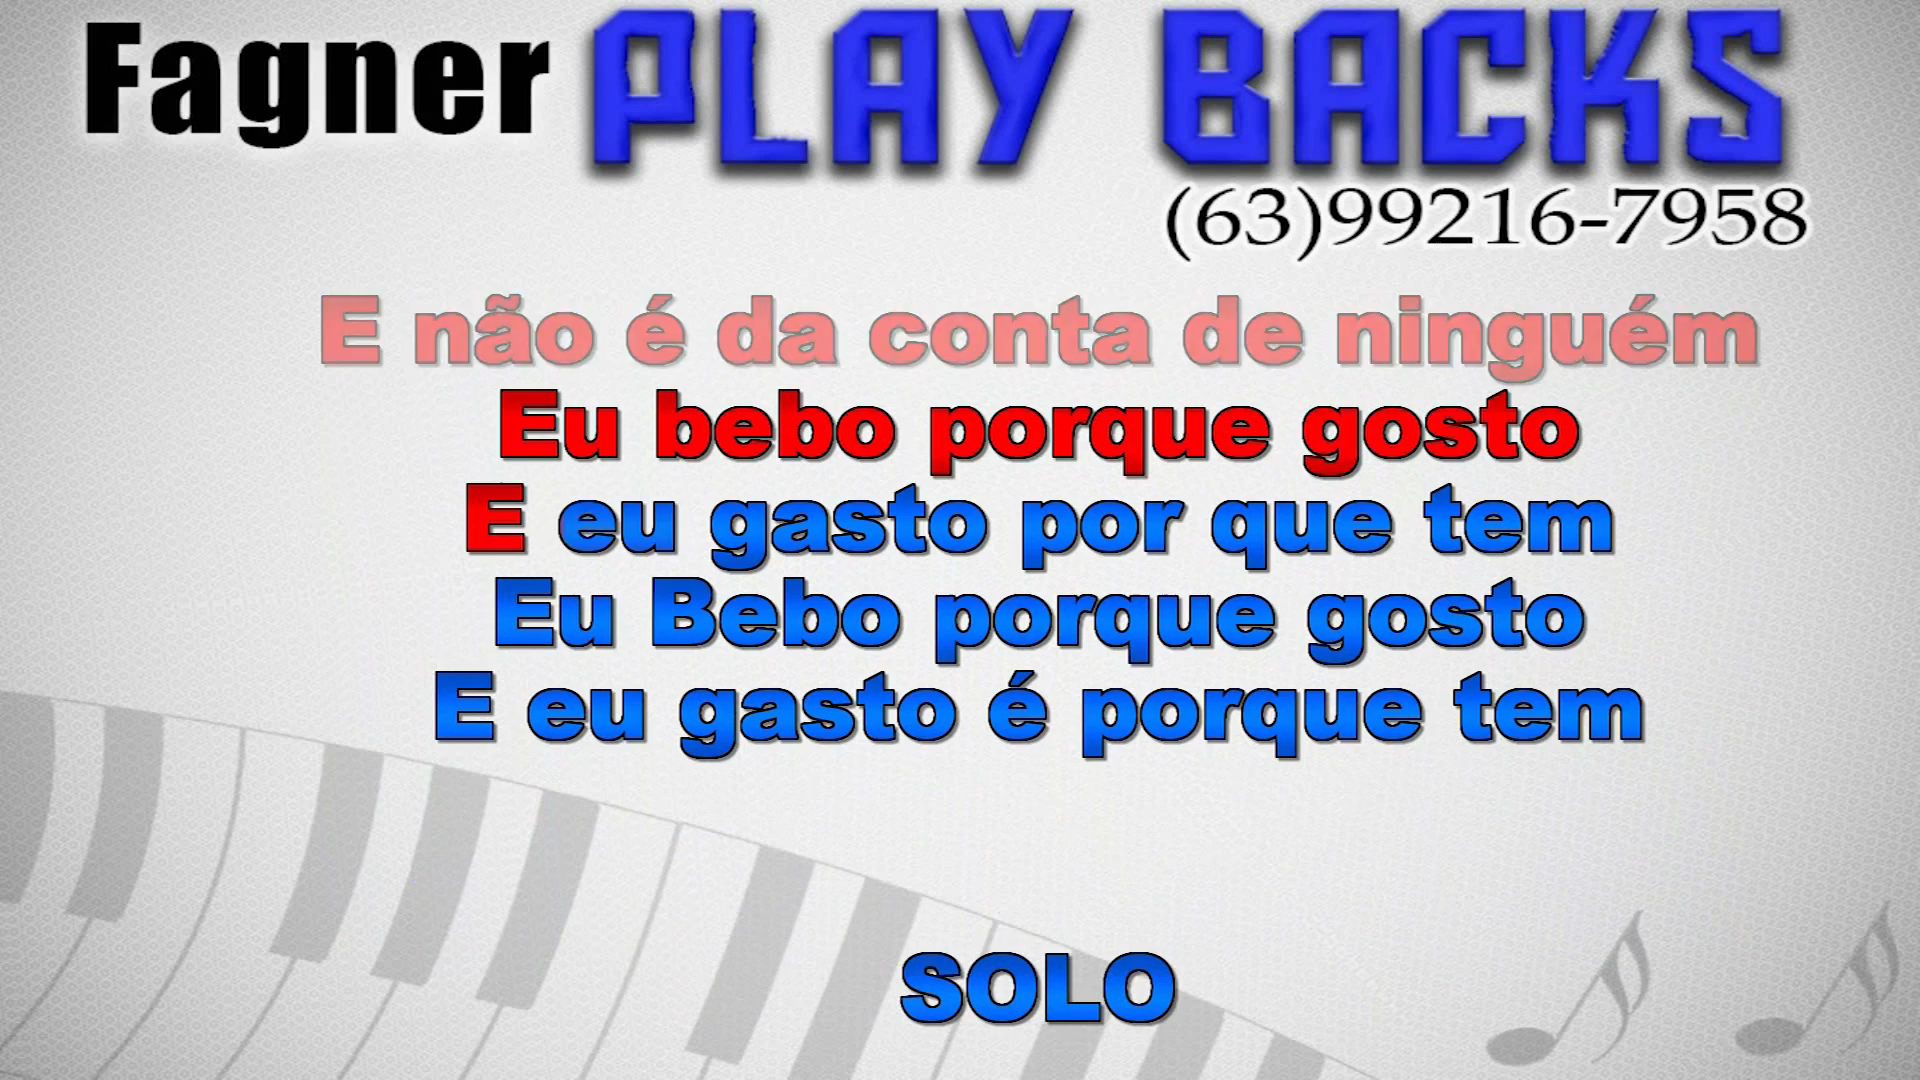 Fagner PLAY BACKS
(63)99216-7958
E não é da conta de ninguém
Eu bebo porque gosto
E eu gasto por que tem
Eu Bebo porque gosto
E eu gasto é porque tem
SOLO